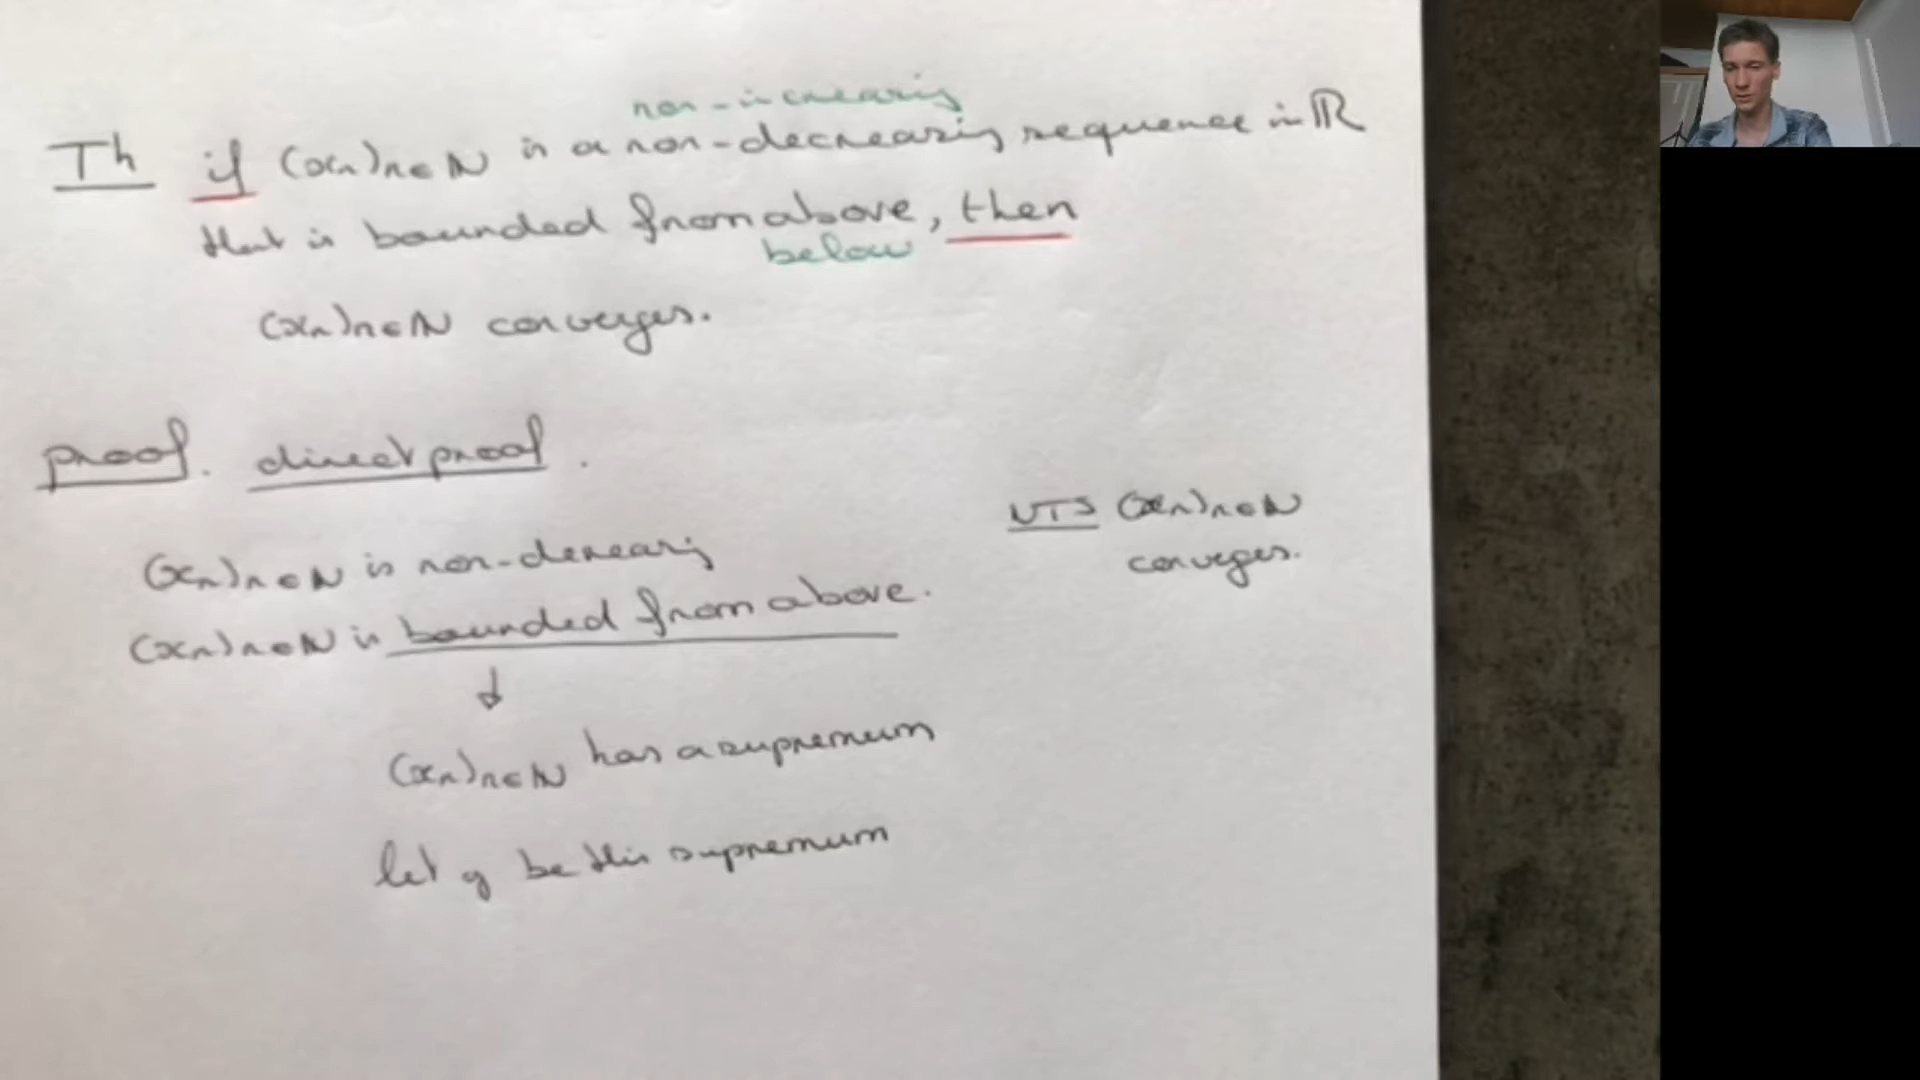 non-increasing
Th if (xn)n∈ℕ is a non-decreasing sequence in ℝ
that is bounded from above, then
below
(xn)n∈ℕ converges.
proof. direct proof.
NTS (xn)n∈ℕ
converges.
(xn)n∈ℕ is non-decreasing
(xn)n∈ℕ is bounded from above.
↓
(xn)n∈ℕ has a supremum
let y be this supremum